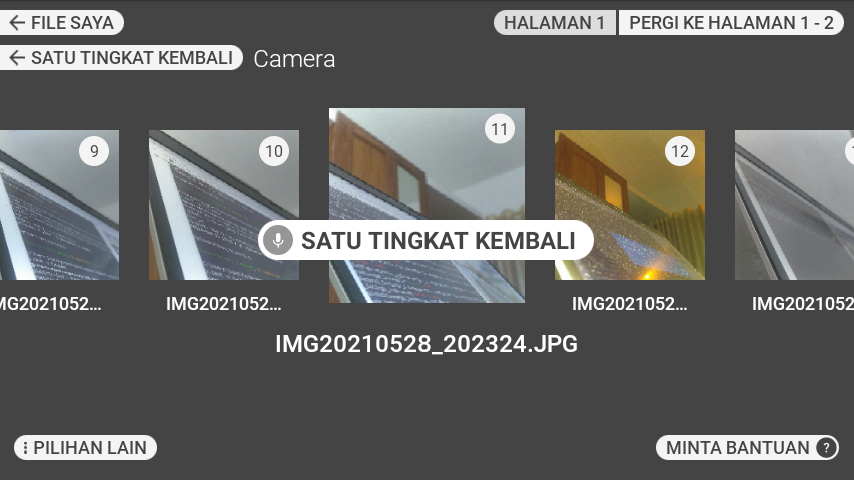 FILE SAYA
HALAMAN 1
PERGI KE HALAMAN 1 - 2
SATU TINGKAT KEMBALI
Camera
9
10
11
12
SATU TINGKAT KEMBALI
MG2021052...
IMG2021052...
IMG2021052...
IMG2021052
IMG20210528_202324.JPG
PILIHAN LAIN
MINTA BANTUAN ?